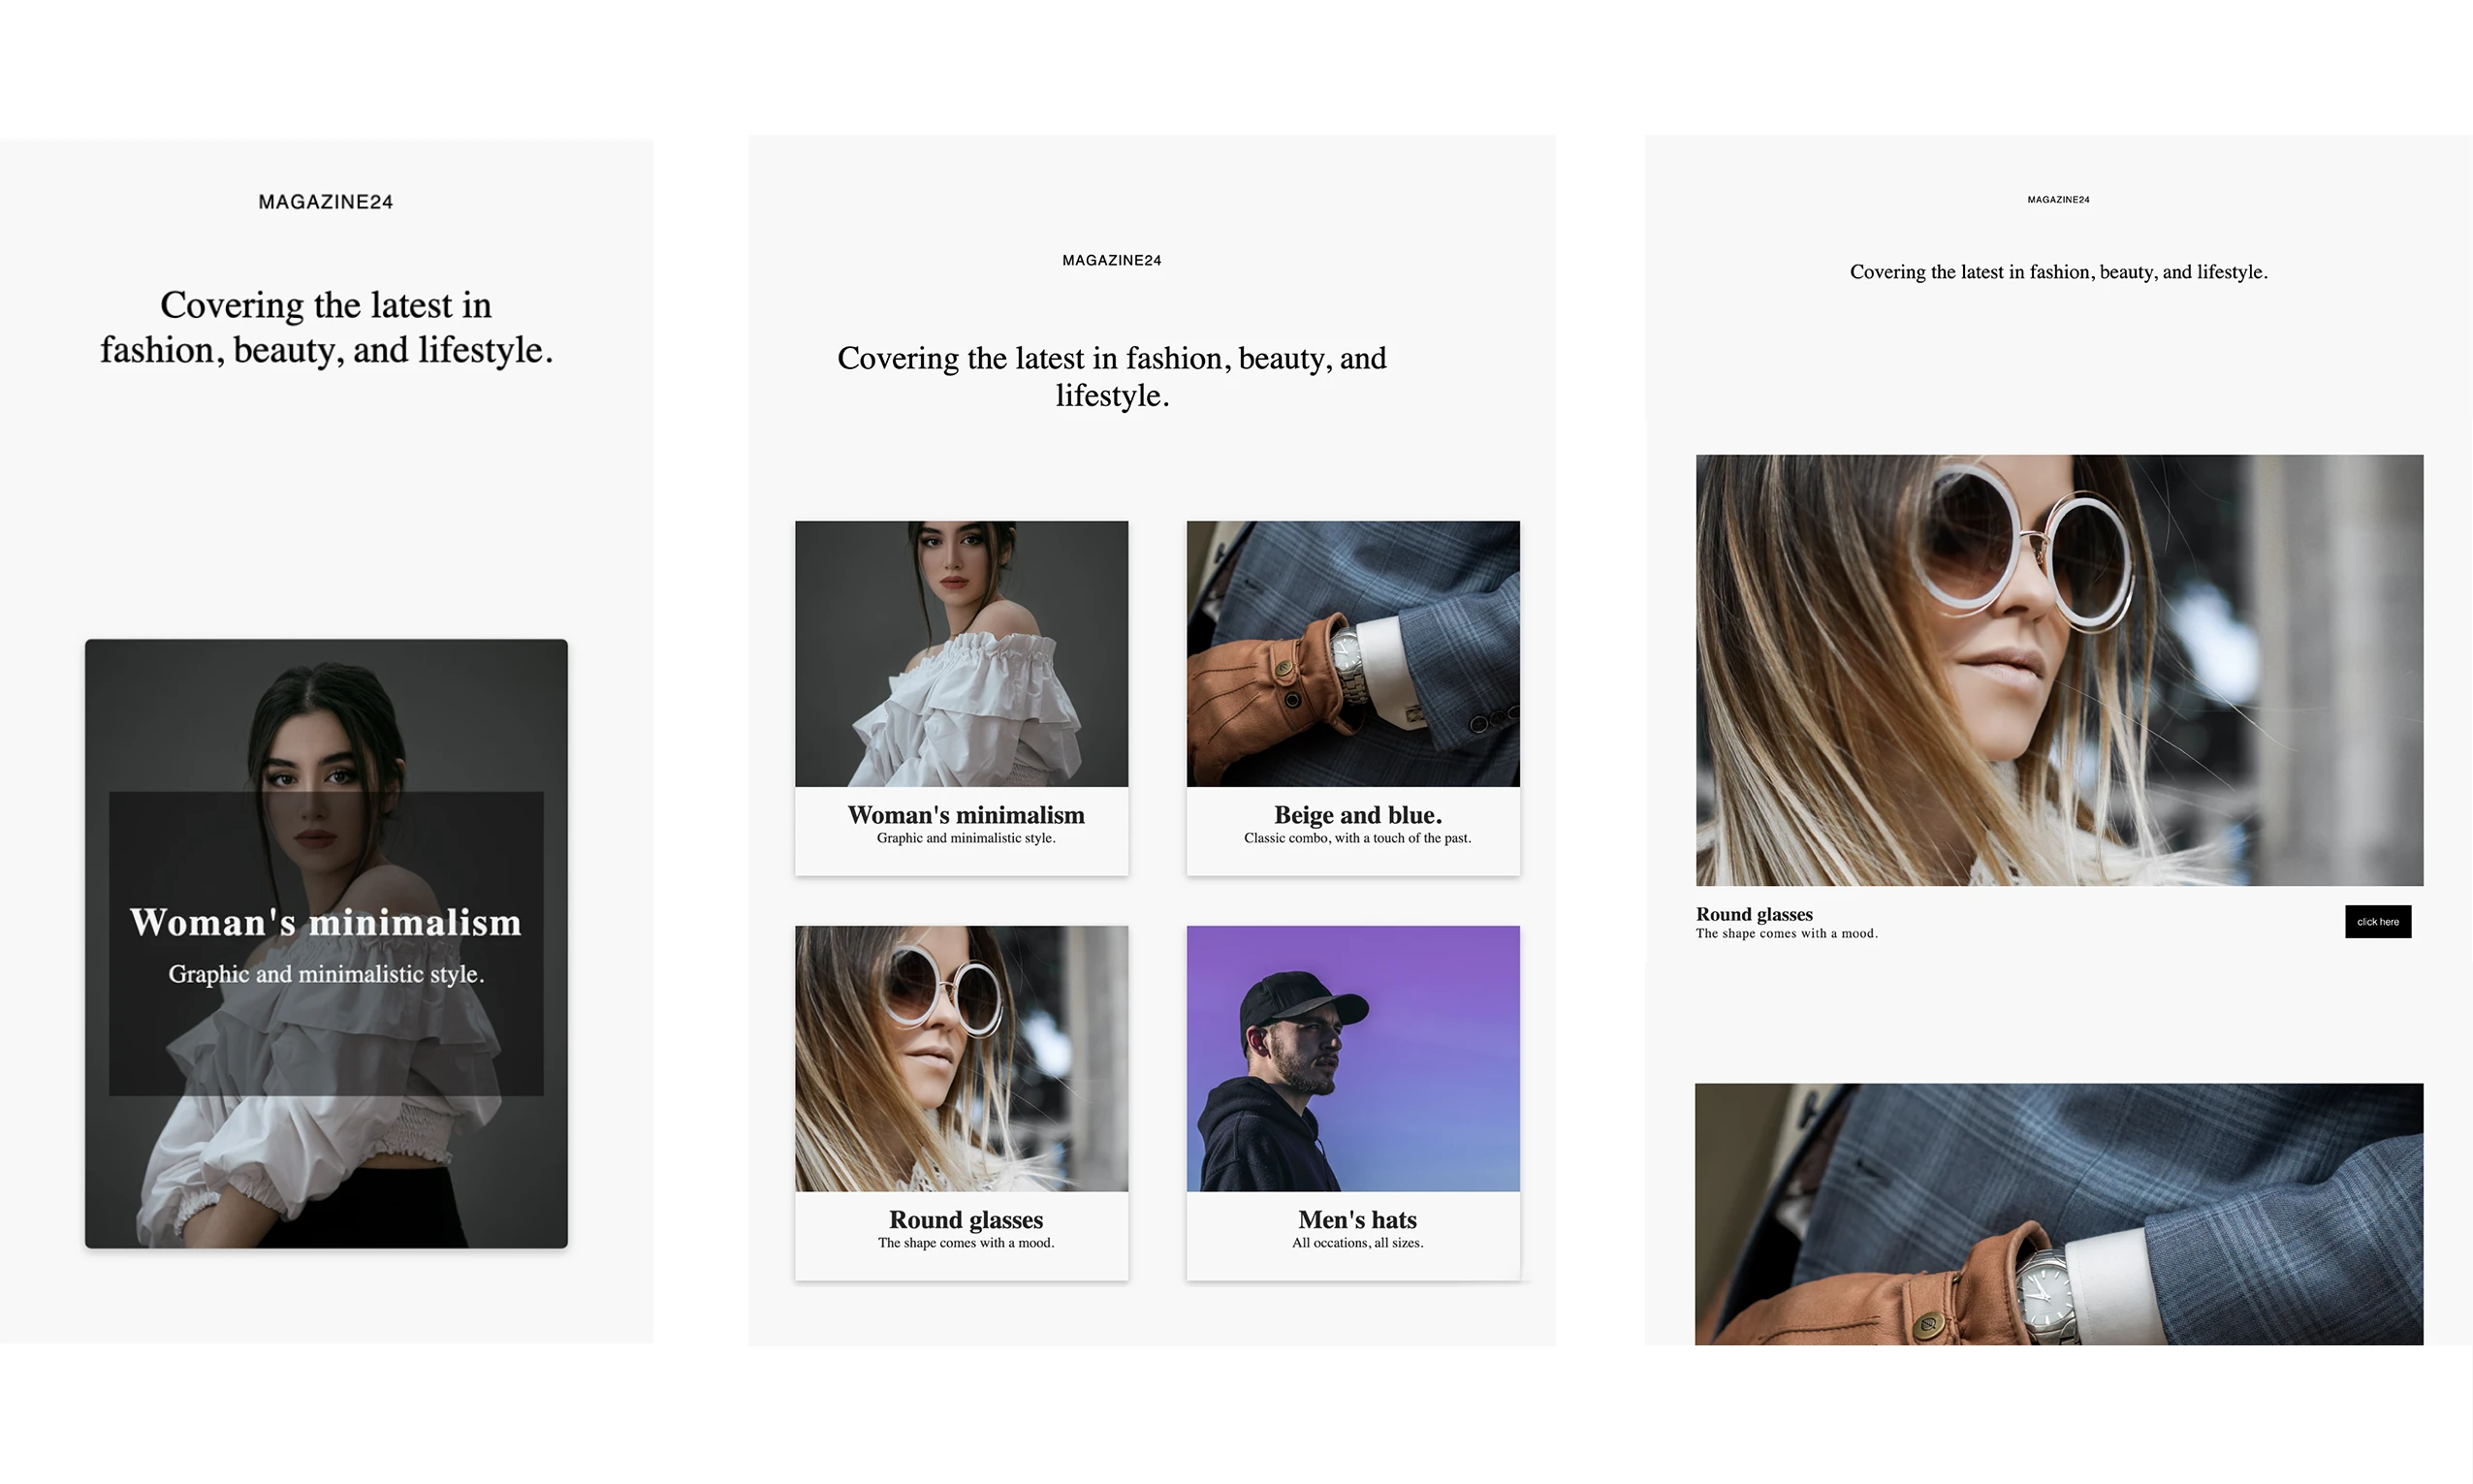 MAGAZINE24
Covering the latest in
fashion, beauty, and lifestyle.
Woman's minimalism
Graphic and minimalistic style.
MAGAZINE24
Covering the latest in fashion, beauty, and
lifestyle.
Woman's minimalism
Graphic and minimalistic style.
Beige and blue.
Classic combo, with a touch of the past.
Round glasses
The shape comes with a mood.
Men's hats
All occations, all sizes.
MAGAZINE24
Covering the latest in fashion, beauty, and lifestyle.
Round glasses
The shape comes with a mood.
click here